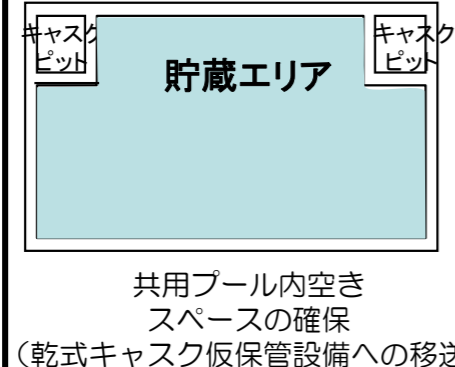 キャスク
ピット
キャスク
ピット
貯蔵エリア
共用プール内空き
スペースの確保
（乾式キャスク仮保管設備への移送